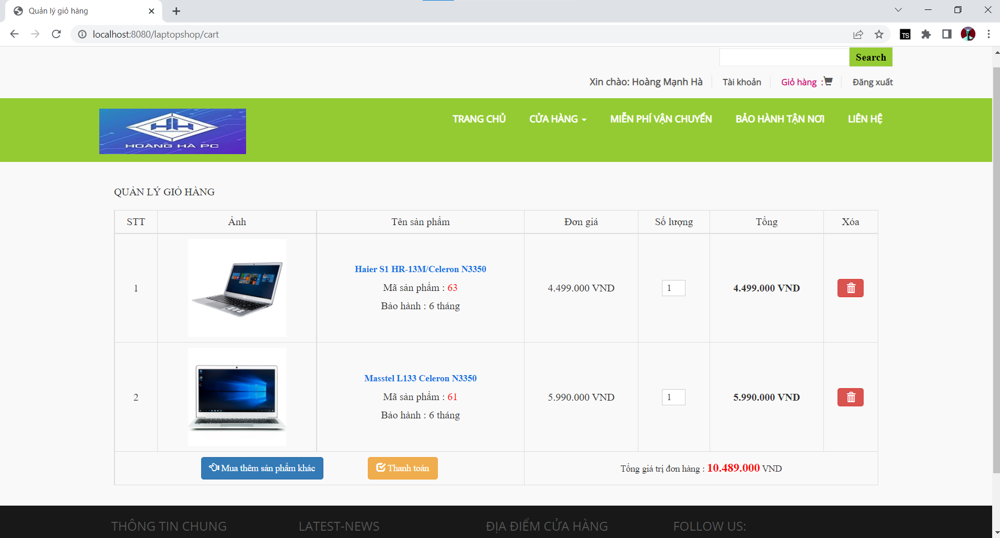 Quản lý giỏ hàng
localhost:8080/laptopshop/cart
TS
Search
Xin chào: Hoàng Mạnh Hà Tài khoản Giỏ hàng : Đăng xuất
HOÀNG HÀ PC
TRANG CHỦ CỬA HÀNG MIỄN PHÍ VẬN CHUYỂN BẢO HÀNH TẬN NƠI LIÊN HỆ
QUẢN LÝ GIỎ HÀNG
STT Ảnh Tên sản phẩm Đơn giá Số lượng Tổng Xóa
Haier S1 HR-13M/Celeron N3350
1 Mã sản phẩm : 63 4.499.000 VND 1 4.499.000 VND
Bảo hành : 6 tháng
Masstel L133 Celeron N3350
2 Mã sản phẩm : 61 5.990.000 VND 1 5.990.000 VND
Bảo hành : 6 tháng
Mua thêm sản phẩm khác Thanh toán Tổng giá trị đơn hàng : 10.489.000 VND
THÔNG TIN CHUNG LATEST-NEWS ĐỊA ĐIỂM CỬA HÀNG FOLLOW US: